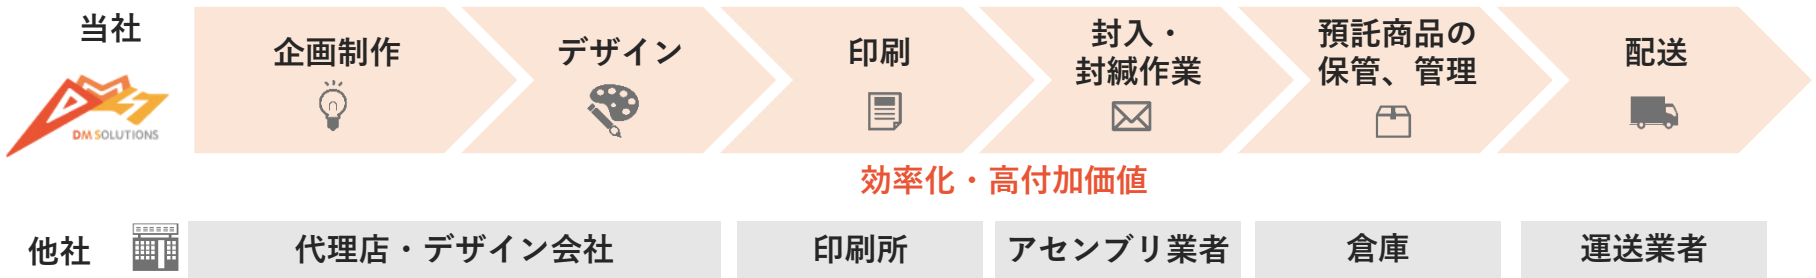 当社
DM SOLUTIONS
企画制作
デザイン
印刷
封入・
封緘作業
預託商品の
保管、管理
配送
効率化・高付加価値
他社
代理店・デザイン会社
印刷所
アセンブリ業者
倉庫
運送業者